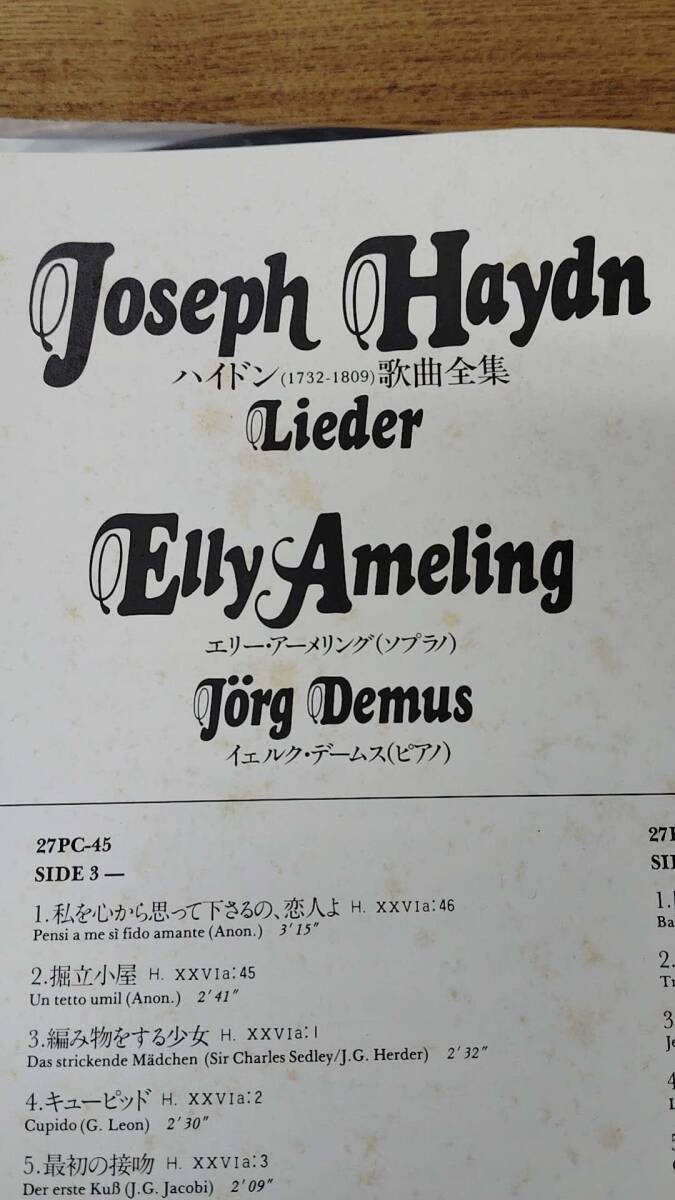 Joseph Haydn
ハイドン(1732-1809)歌曲全集
Lieder
Elly Ameling
エリー・アーメリング(ソプラノ)
Jörg Demus
イェルク・デームス(ピアノ)
27PC-45
SIDE 3—
1.私を心から思って下さるの、恋人よ H. XXVIa:46
Pensi a me sì fido amante (Anon.) 3'15"
2.掘立小屋 H. XXVIa:45
Un tetto umil (Anon.) 2'41"
3.編み物をする少女 H. XXVIa:1
Das strickende Mädchen (Sir Charles Sedley/J.G. Herder) 2'32"
4.キューピッド H. XXVIa:2
Cupido (G. Leon) 2'30"
5.最初の接吻 H. XXVIa:3
Der erste Kuß (J.G. Jacobi) 2'09"
1.
2.
3
4